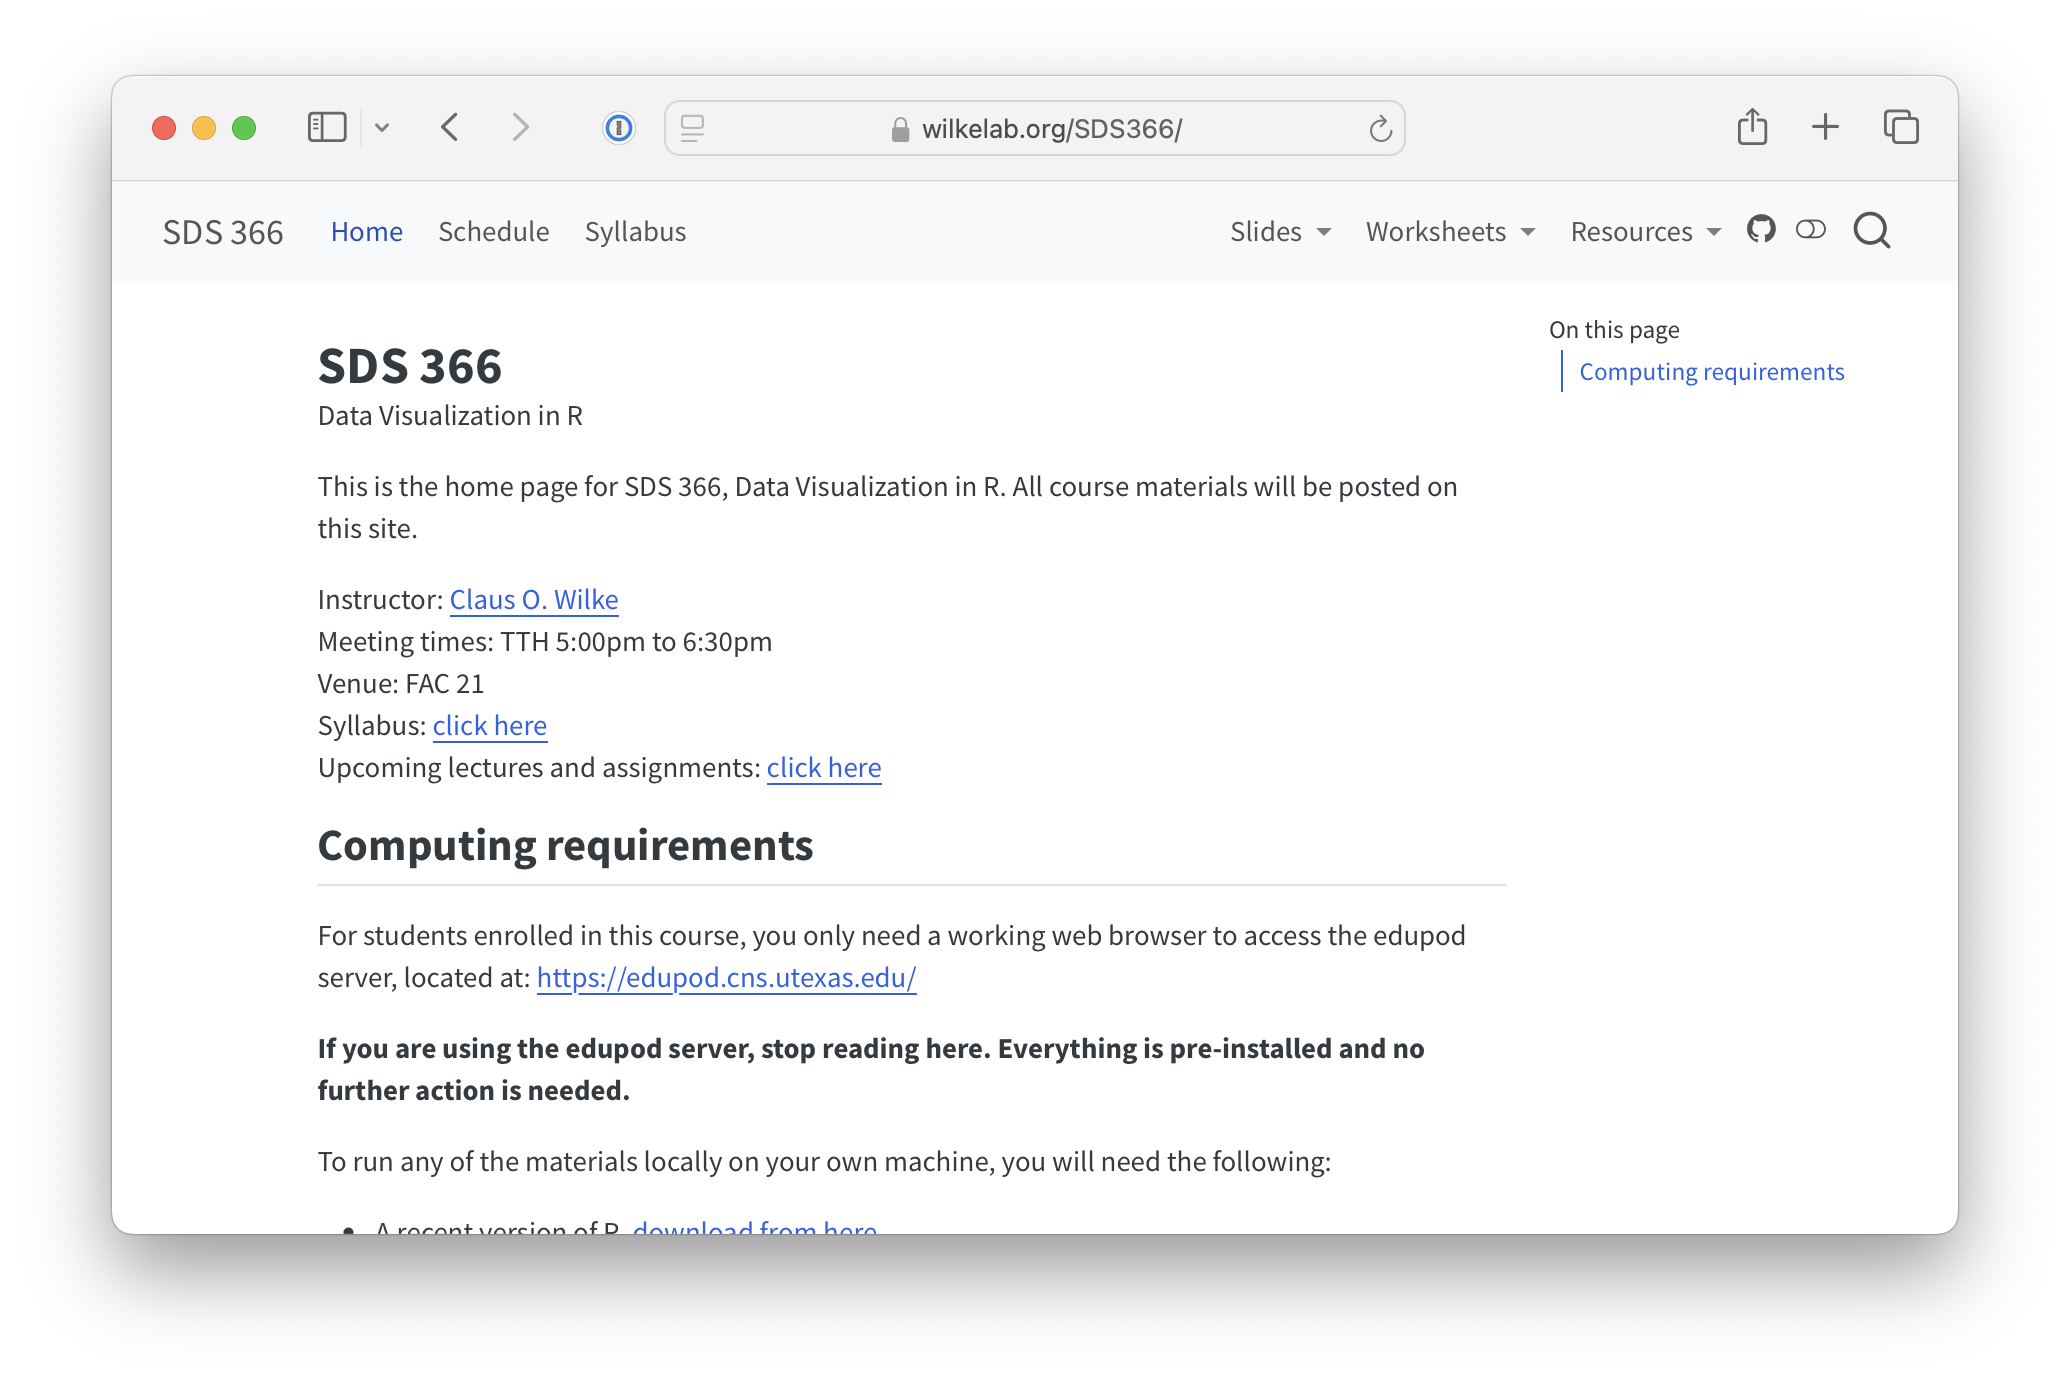 wilkelab.org/SDS366/
SDS 366 Home Schedule Syllabus Slides Worksheets Resources
On this page
Computing requirements
SDS 366
Data Visualization in R
This is the home page for SDS 366, Data Visualization in R. All course materials will be posted on
this site.
Instructor: Claus O. Wilke
Meeting times: TTH 5:00pm to 6:30pm
Venue: FAC 21
Syllabus: click here
Upcoming lectures and assignments: click here
Computing requirements
For students enrolled in this course, you only need a working web browser to access the edupod
server, located at: https://edupod.cns.utexas.edu/
If you are using the edupod server, stop reading here. Everything is pre-installed and no
further action is needed.
To run any of the materials locally on your own machine, you will need the following:
• A recent version of R, download from here